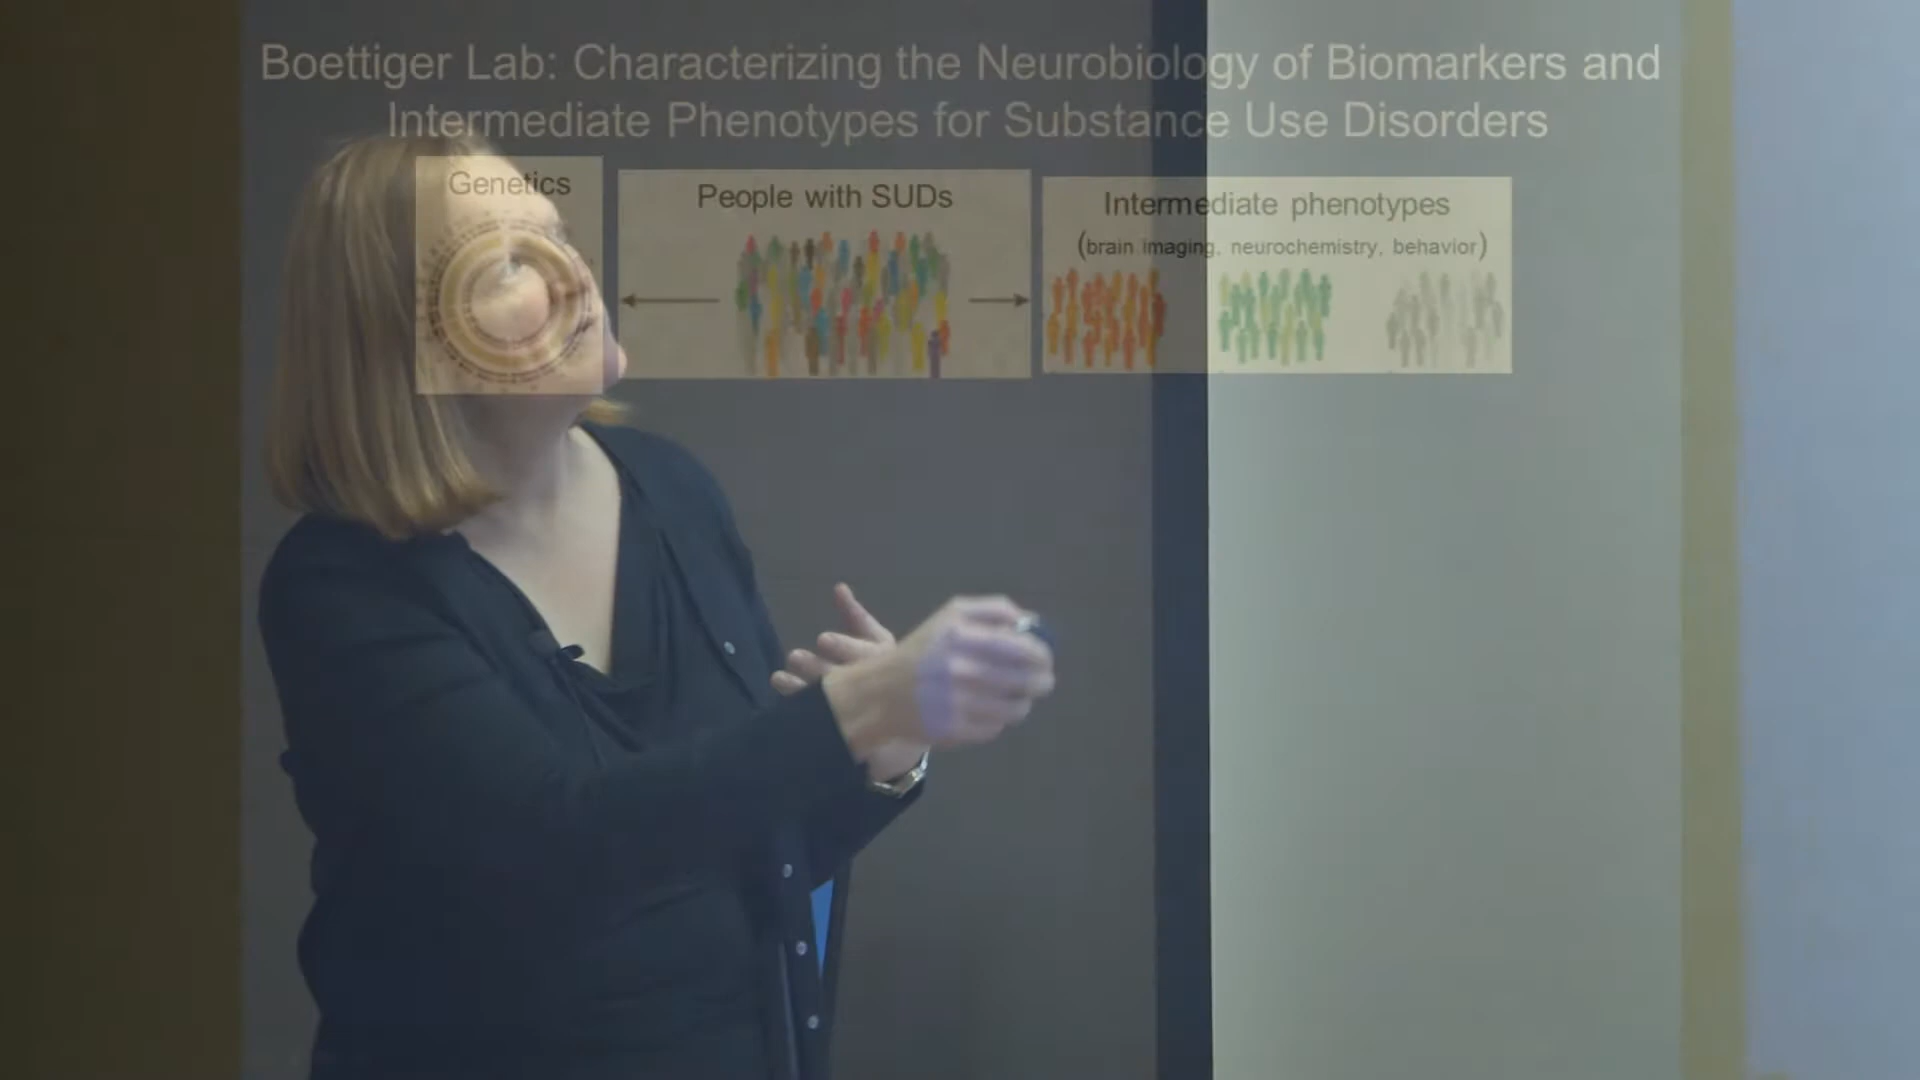 Boettiger Lab: Characterizing the Neurobiology of Biomarkers and
Intermediate Phenotypes for Substance Use Disorders
Genetics
People with SUDs
Intermediate phenotypes
(brain imaging, neurochemistry, behavior)